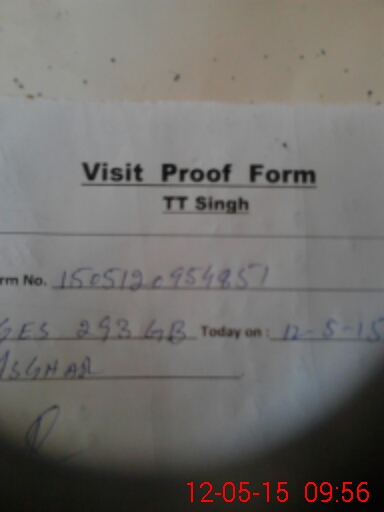 Visit Proof Form
TT Singh
rm No. 150512095485
GES 293 GB Today on : 12-5-15
ASGHAR
12-05-15 09:56